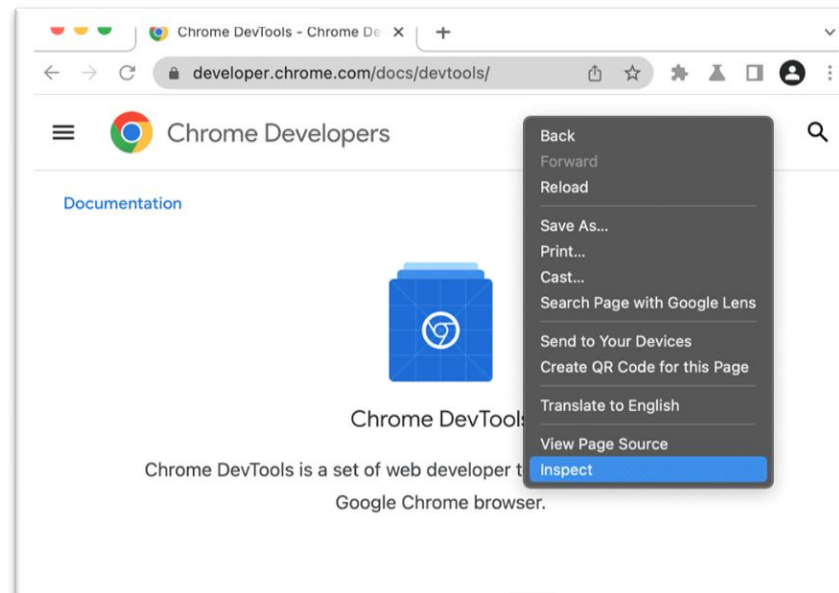 Chrome DevTools - Chrome De
developer.chrome.com/docs/devtools/
Chrome Developers
Documentation
Back
Forward
Reload
Save As...
Print...
Cast...
Search Page with Google Lens
Send to Your Devices
Create QR Code for this Page
Translate to English
View Page Source
Inspect
Chrome DevTools
Chrome DevTools is a set of web developer t
Google Chrome browser.